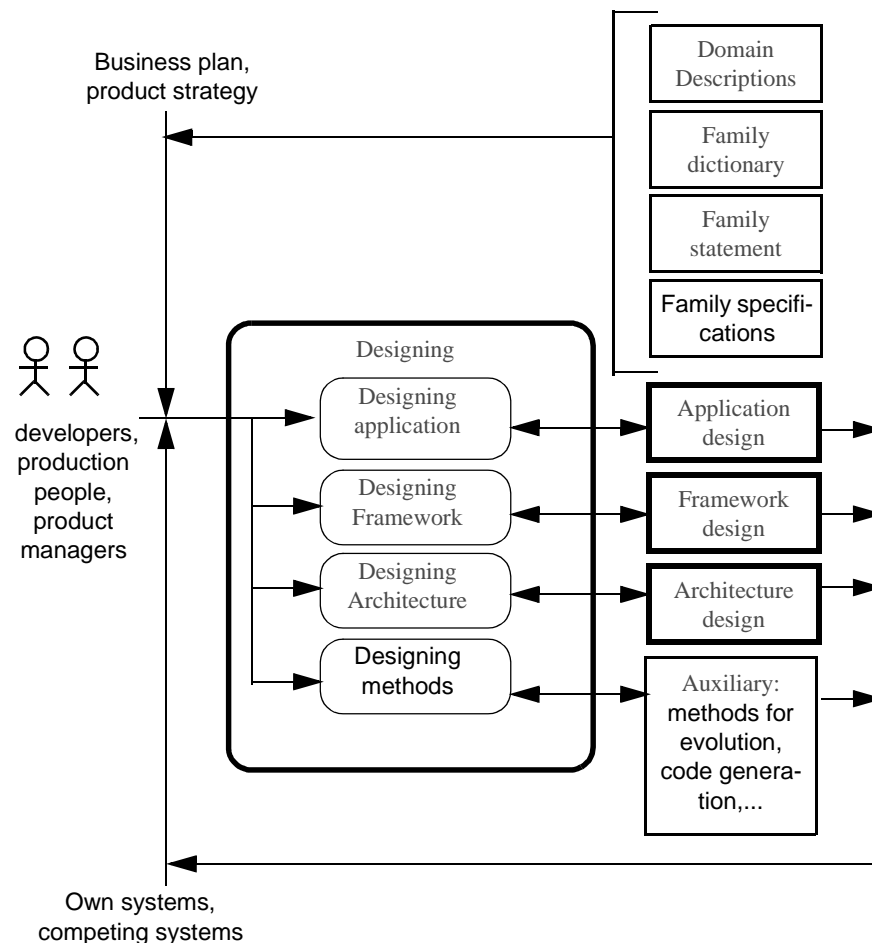 Business plan,
product strategy
Domain
Descriptions
Family
dictionary
Family
statement
Family specifi-
cations
Designing
Designing
application
Designing
Framework
Designing
Architecture
Designing
methods
developers,
production
people,
product
managers
Application
design
Framework
design
Architecture
design
Auxiliary:
methods for
evolution,
code genera-
tion,...
Own systems,
competing systems